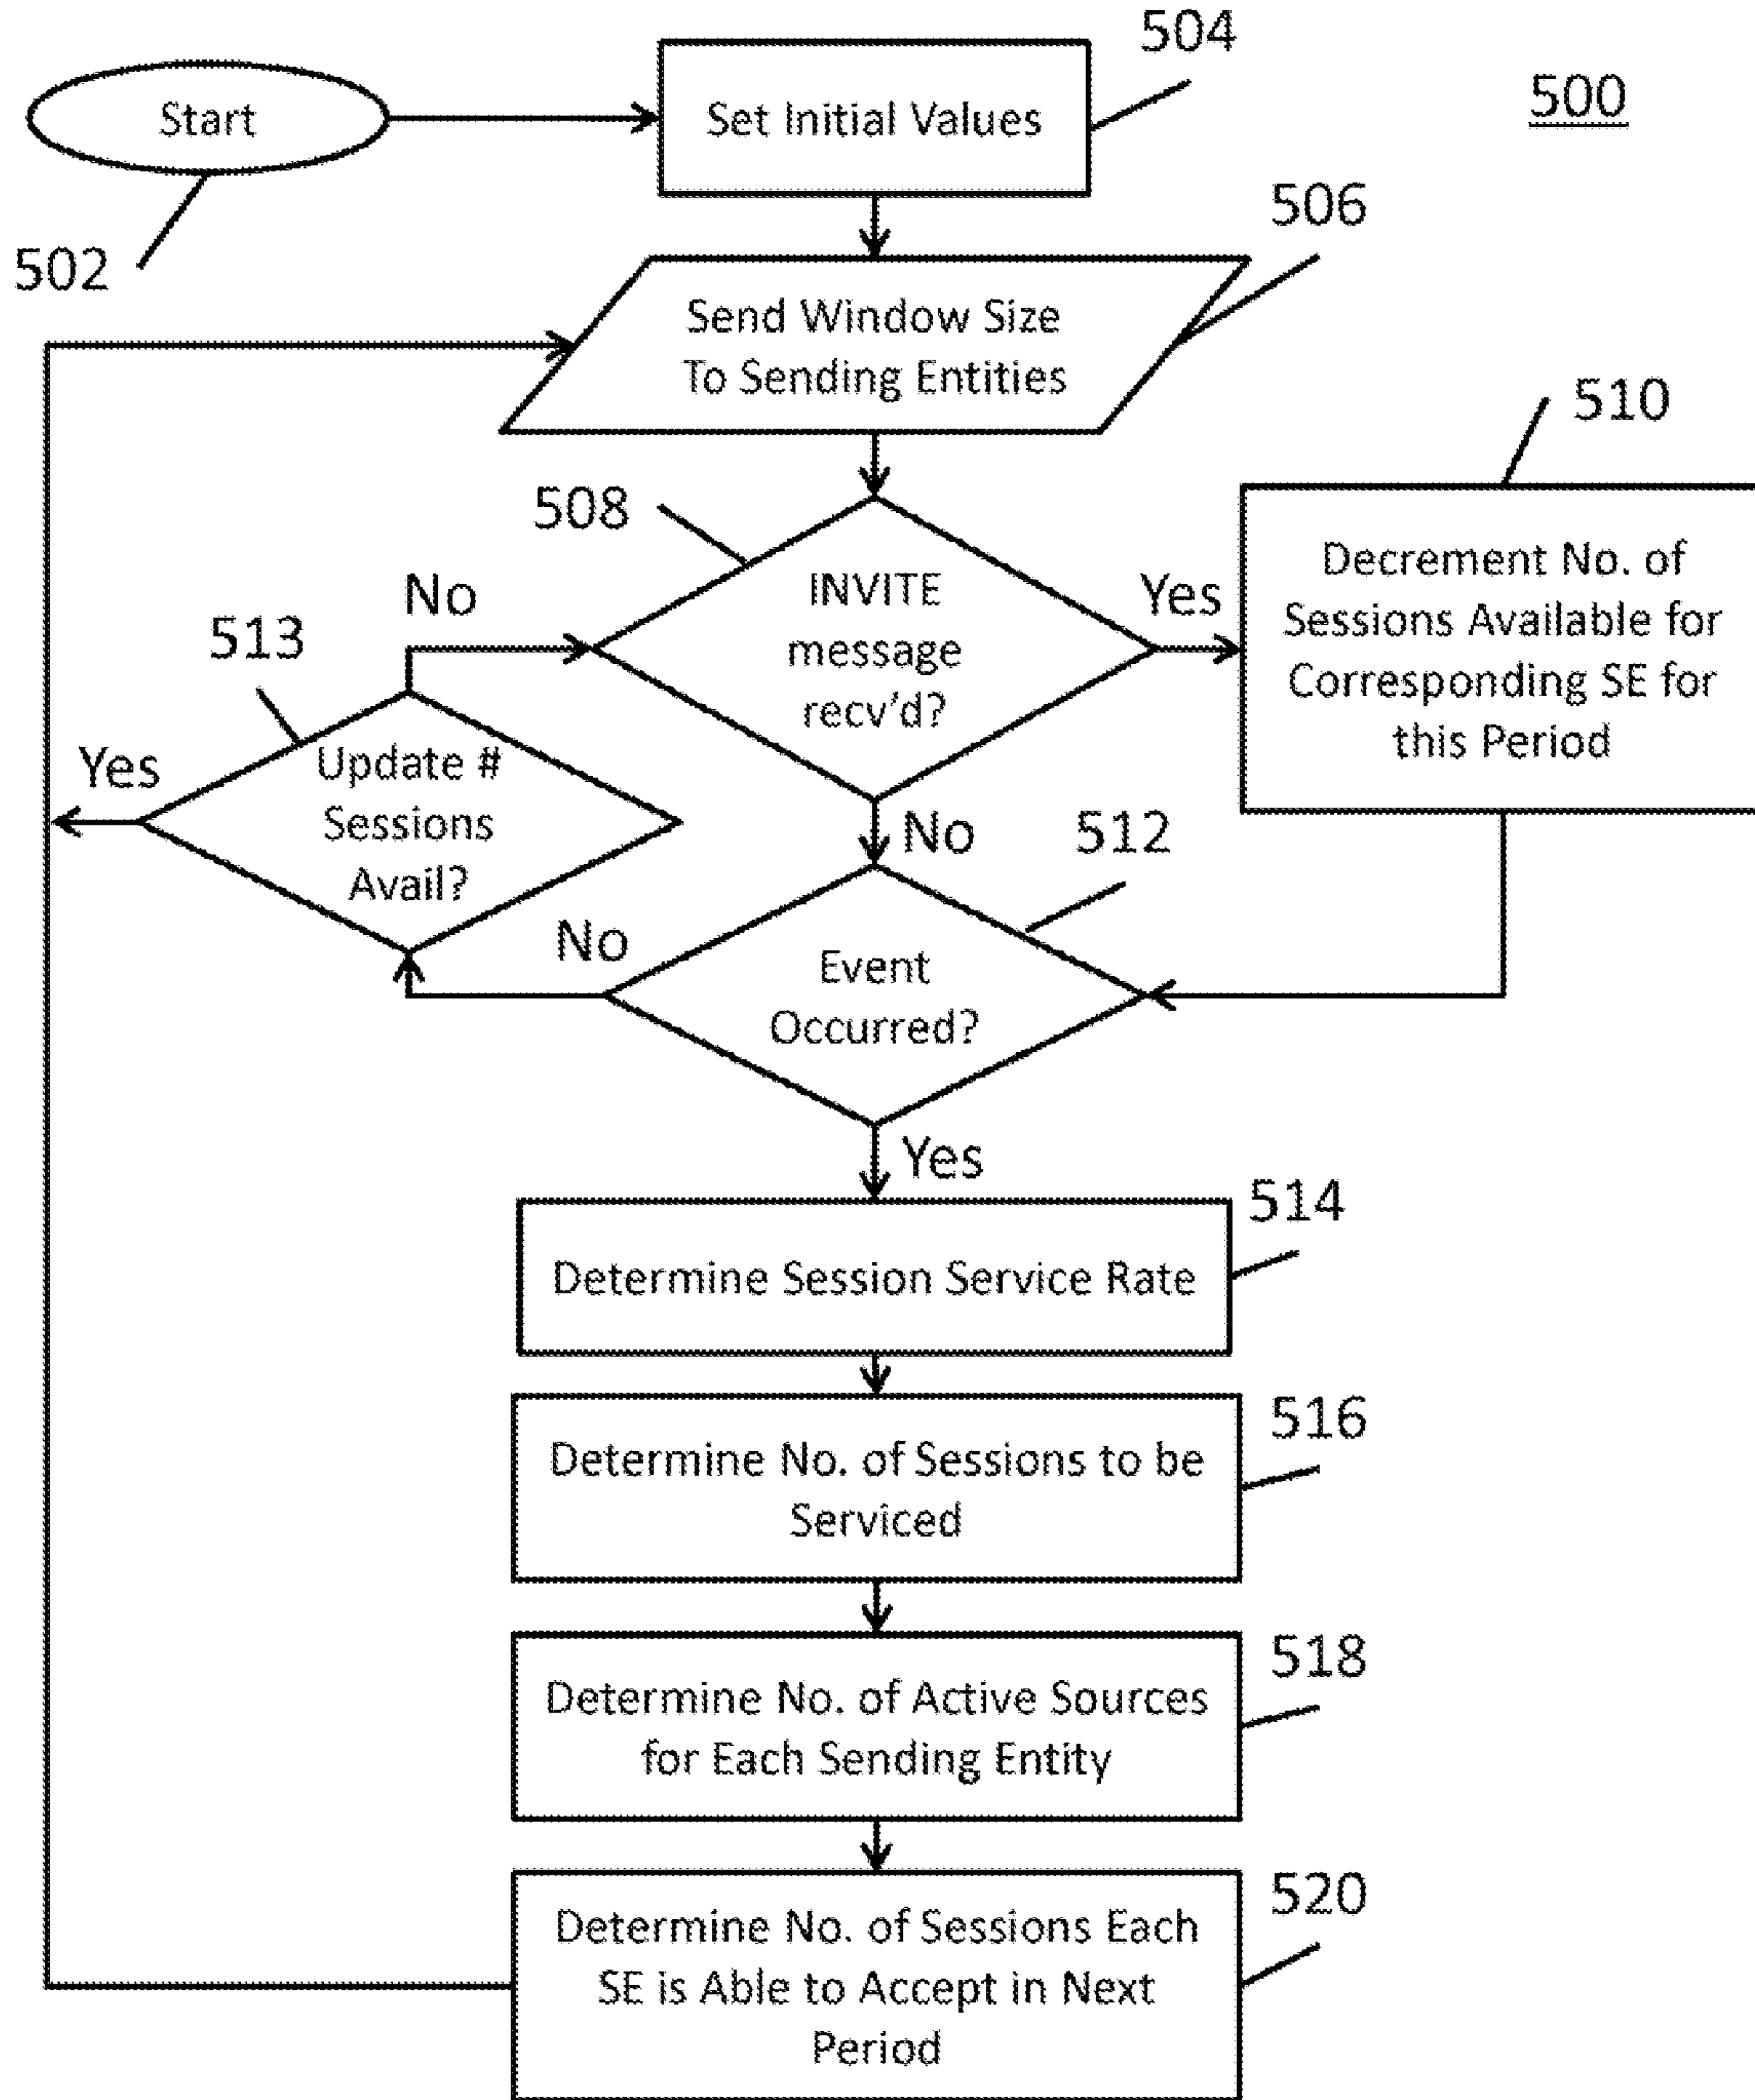 504
500
Start
Set Initial Values
502
506
Send Window Size
To Sending Entities
510
508
INVITE
message
recv'd?
No
Yes
Decrement No. of
Sessions Available for
Corresponding SE for
this Period
513
Yes
Update #
Sessions
Avail?
No
512
No
Event
Occurred?
Yes
514
Determine Session Service Rate
516
Determine No. of Sessions to be
Serviced
518
Determine No. of Active Sources
for Each Sending Entity
520
Determine No. of Sessions Each
SE is Able to Accept in Next
Period